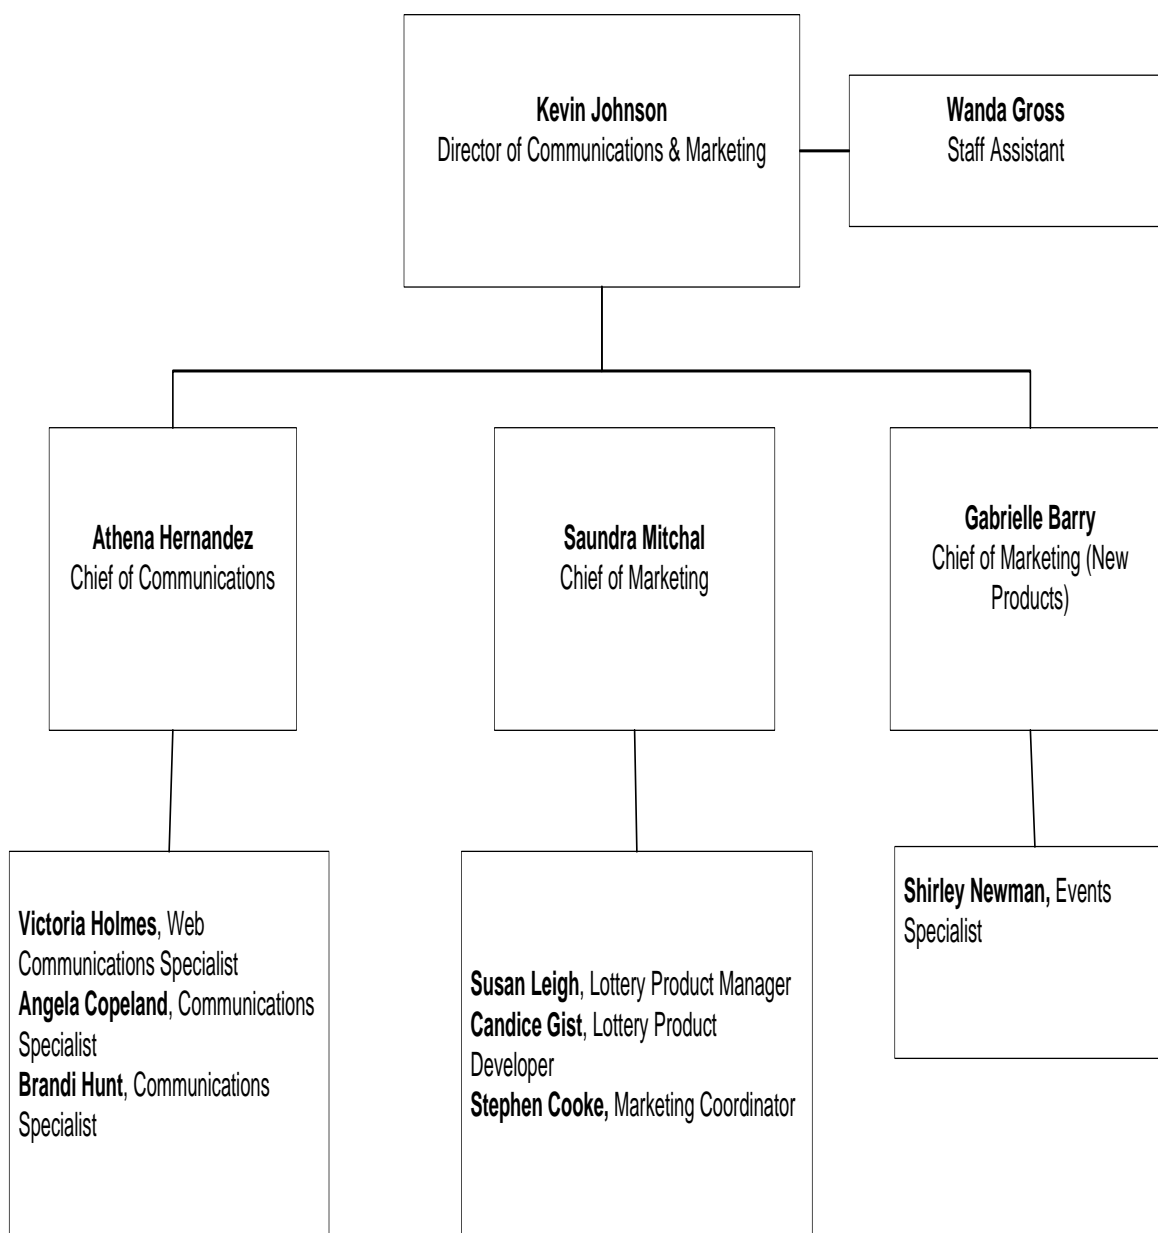 Kevin Johnson
Director of Communications & Marketing
Wanda Gross
Staff Assistant
Athena Hernandez
Chief of Communications
Saundra Mitchal
Chief of Marketing
Gabrielle Barry
Chief of Marketing (New
Products)
Victoria Holmes, Web
Communications Specialist
Angela Copeland, Communications
Specialist
Brandi Hunt, Communications
Specialist
Susan Leigh, Lottery Product Manager
Candice Gist, Lottery Product
Developer
Stephen Cooke, Marketing Coordinator
Shirley Newman, Events
Specialist